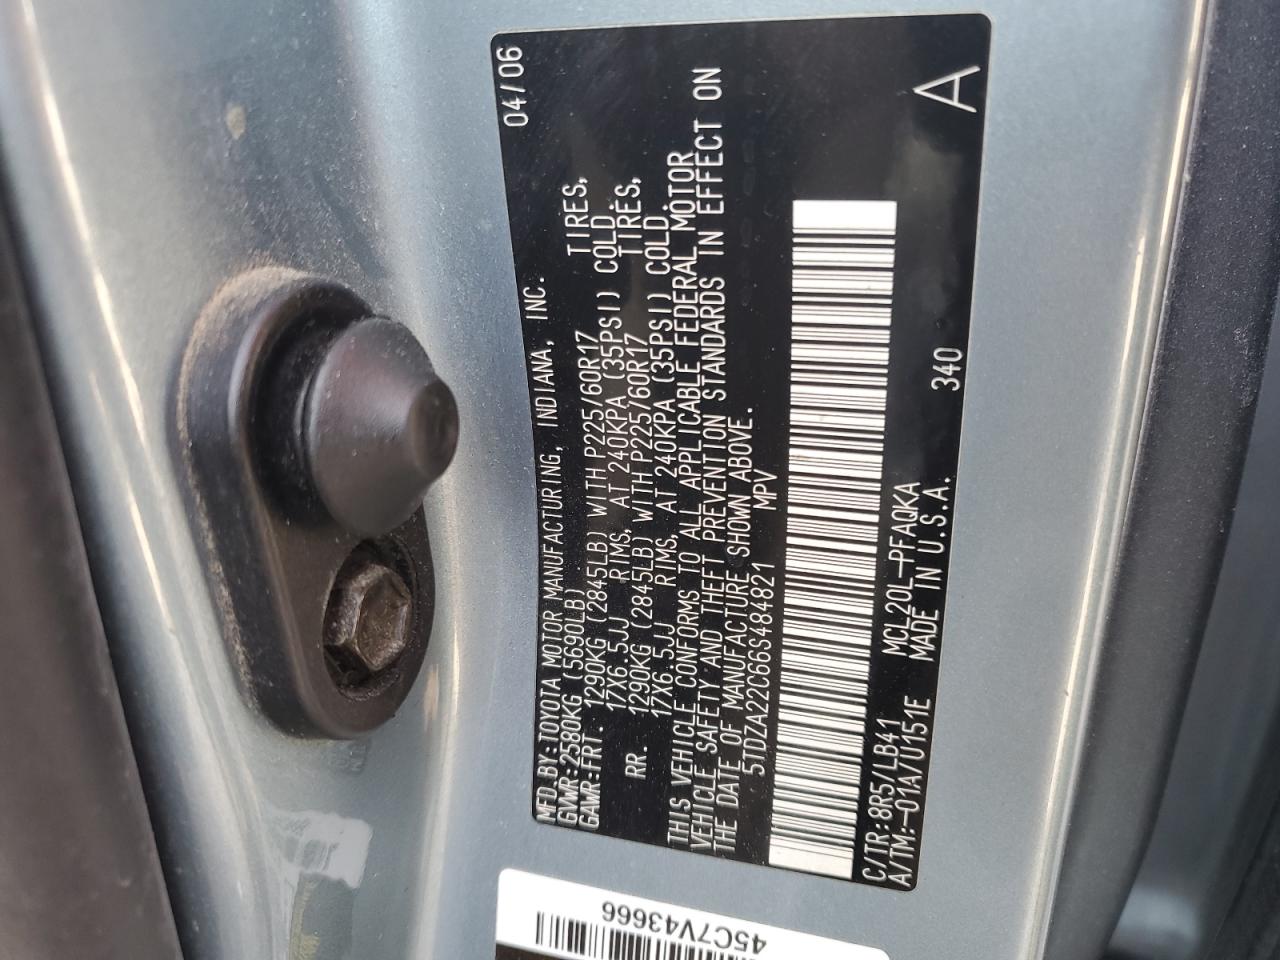 MFD.BY:TOYOTA MOTOR MANUFACTURING, INDIANA, INC. 04/06
GVWR:2580KG (5690LB)
GAWR:FRT. 1290KG (2845LB) WITH P225/60R17 TIRES,
17X6.5JJ RIMS, AT 240KPA (35PSI) COLD.
RR. 1290KG (2845LB) WITH P225/60R17 TIRES,
17X6.5JJ RIMS, AT 240KPA (35PSI) COLD.
THIS VEHICLE CONFORMS TO ALL APPLICABLE FEDERAL MOTOR
VEHICLE SAFETY AND THEFT PREVENTION STANDARDS IN EFFECT ON
THE DATE OF MANUFACTURE SHOWN ABOVE.
5TDZA22C66S484821 MPV
C/TR:8R5/LB41 MCL20L-PFAQKA
A/TM:-01A/U151E MADE IN U.S.A. 340 A
45C7V43666